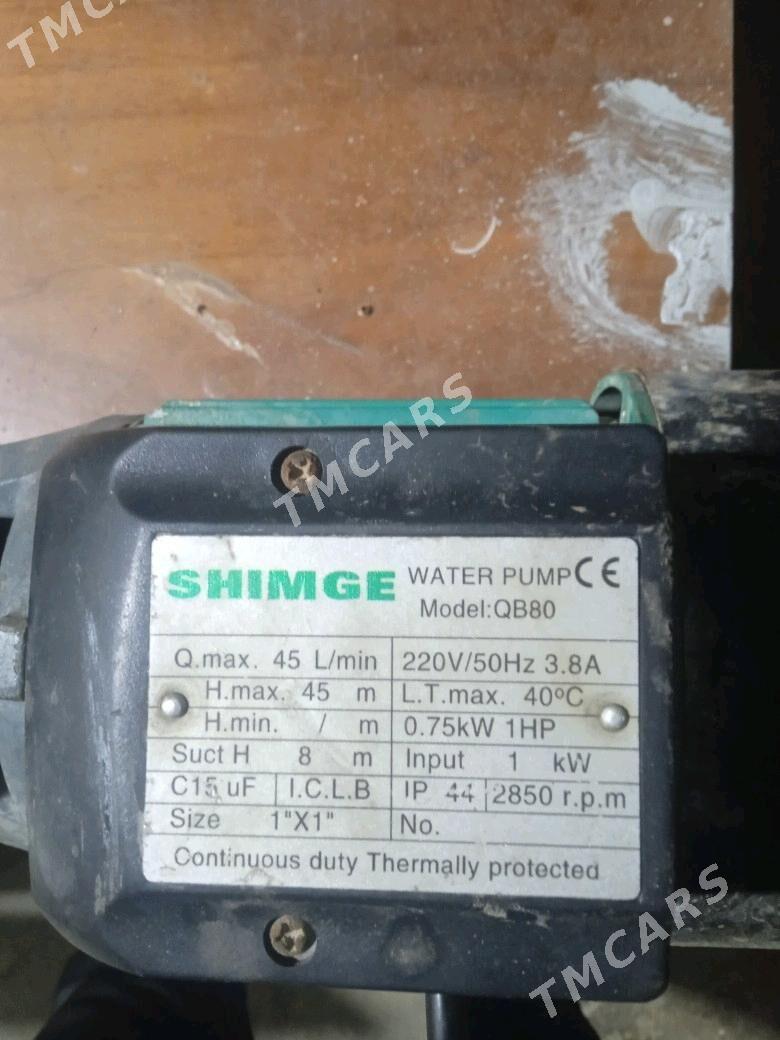 TMCARS
TMCARS
SHIMGE WATER PUMP CE
Model:QB80
Q.max. 45 L/min 220V/50Hz 3.8A
H.max. 45 m L.T.max. 40ºC
H.min. / m 0.75kW 1HP
Suct H 8 m Input 1 kW
C15 uF I.C.L.B IP 44 2850 r.p.m
Size 1"X1" No.
Continuous duty Thermally protected
TMCARS